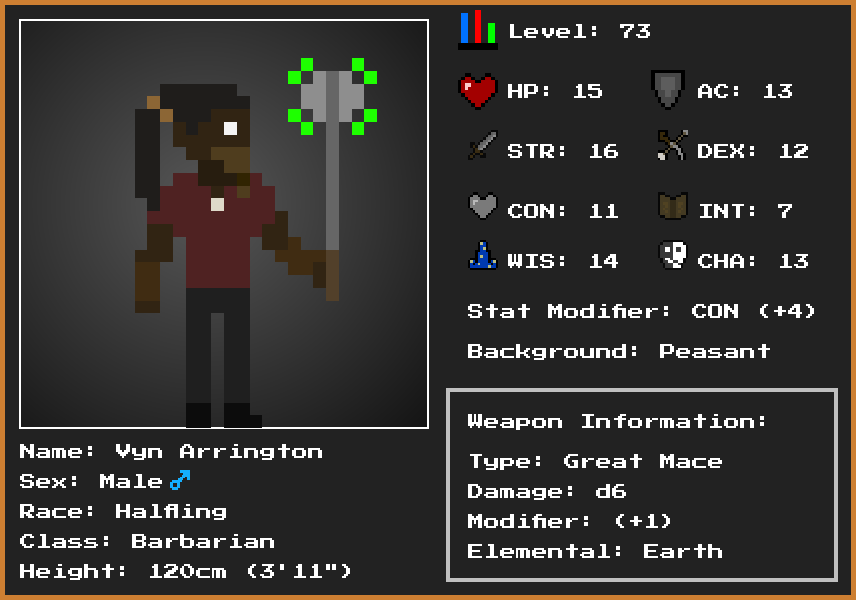 Level: 73
HP: 15
AC: 13
STR: 16
DEX: 12
CON: 11
INT: 7
WIS: 14
CHA: 13
Stat Modifier: CON (+4)
Background: Peasant
Weapon Information:
Type: Great Mace
Damage: d6
Modifier: (+1)
Elemental: Earth
Name: Vyn Arrington
Sex: Male ♂
Race: Halfling
Class: Barbarian
Height: 120cm (3'11")